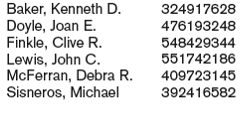 Baker, Kenneth D. 324917628
Doyle, Joan E. 476193248
Finkle, Clive R. 548429344
Lewis, John C. 551742186
McFerran, Debra R. 409723145
Sisneros, Michael 392416582